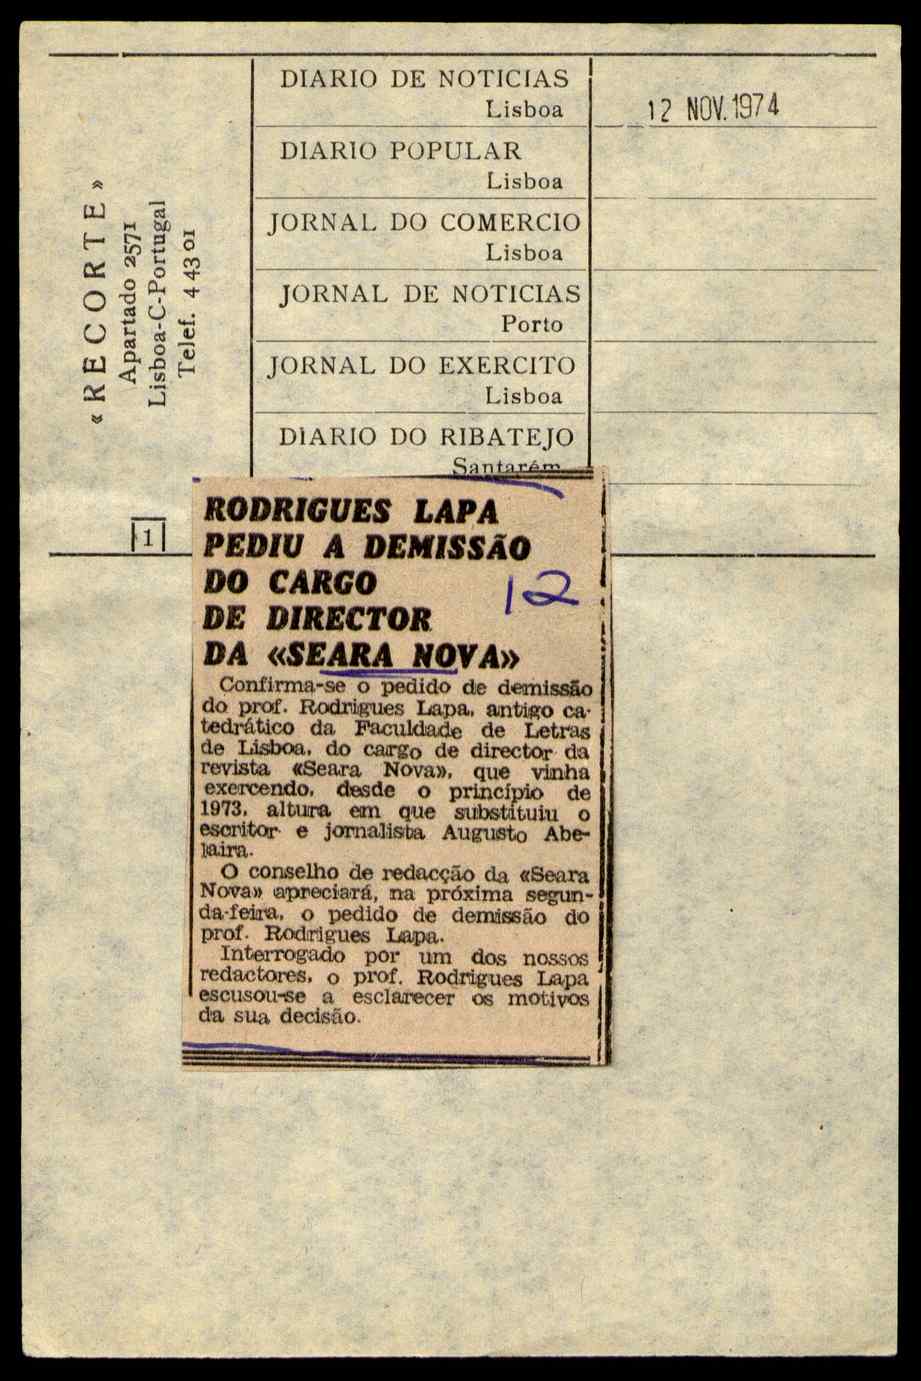 « RECORTE »
Apartado 2571
Lisboa-C-Portugal
Telef. 4 43 01
1
DIARIO DE NOTICIAS
Lisboa
12 NOV. 1974
DIARIO POPULAR
Lisboa
JORNAL DO COMERCIO
Lisboa
JORNAL DE NOTICIAS
Porto
JORNAL DO EXERCITO
Lisboa
DIARIO DO RIBATEJO
Santarém
RODRIGUES LAPA
PEDIU A DEMISSÃO
DO CARGO
12
DE DIRECTOR
DA «SEARA NOVA»
Confirma-se o pedido de demissão
do prof. Rodrigues Lapa, antigo ca-
tedrático da Faculdade de Letras
de Lisboa, do cargo de director da
revista «Seara Nova», que vinha
exercendo, desde o princípio de
1973, altura em que substituiu o
escritor e jornalista Augusto Abe-
laira.
O conselho de redacção da «Seara
Nova» apreciará, na próxima segun-
da-feira, o pedido de demissão do
prof. Rodrigues Lapa.
Interrogado por um dos nossos
redactores, o prof. Rodrigues Lapa
escusou-se a esclarecer os motivos
da sua decisão.